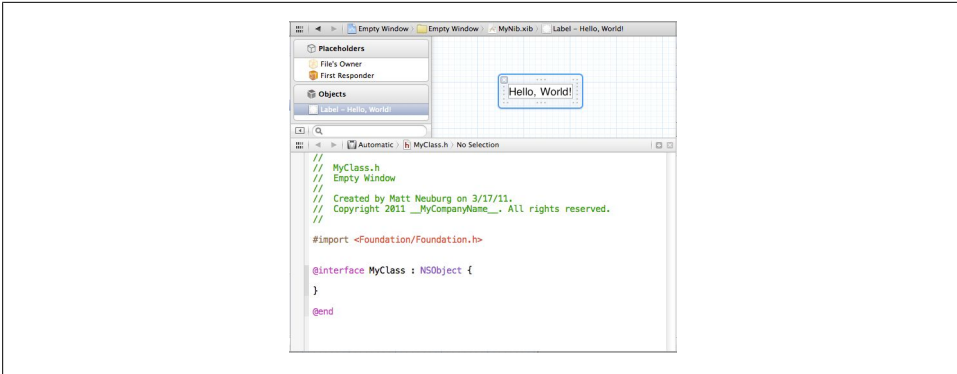 Empty Window Empty Window MyNib.xib Label – Hello, World!
Placeholders
File's Owner
First Responder
Objects
Label – Hello, World!
Hello, World!
Automatic MyClass.h No Selection
//
// MyClass.h
// Empty Window
//
// Created by Matt Neuburg on 3/17/11.
// Copyright 2011 __MyCompanyName__. All rights reserved.
//
#import <Foundation/Foundation.h>
@interface MyClass : NSObject {
}
@end